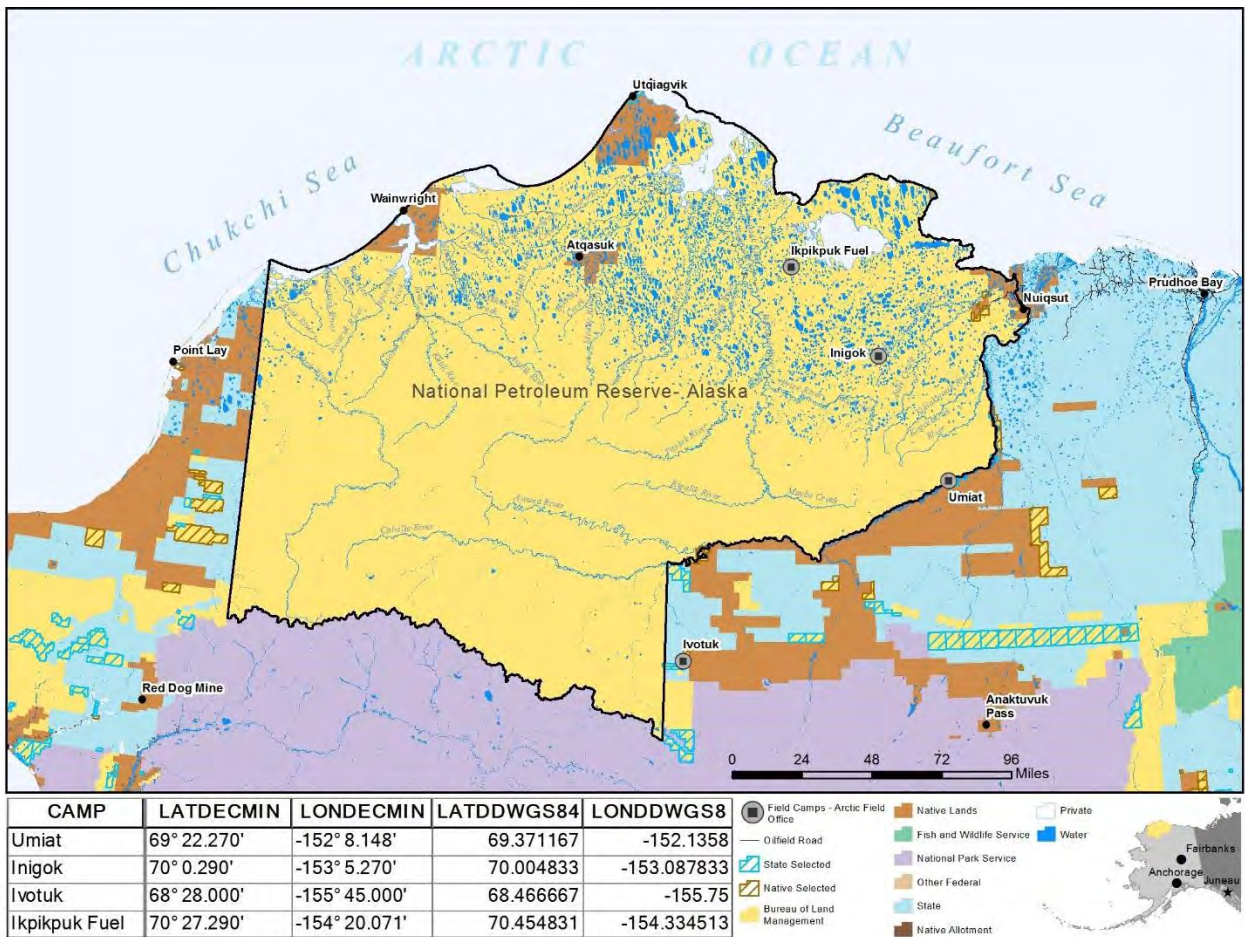 ARCTIC OCEAN
Utqiagvik
Beaufort Sea
Chukchi Sea
Wainwright
Atqasuk
Ikpikpuk Fuel
Prudhoe Bay
Nuiqsut
Point Lay
Inigok
National Petroleum Reserve- Alaska
Umiat
Awuna River
Maybe Creek
Colville River
Ivotuk
Red Dog Mine
Anaktuvuk
Pass
0 24 48 72 96
Miles
CAMP LATDECMIN LONDECMIN LATDDWGS84 LONDDWGS8
Umiat 69° 22.270' -152° 8.148' 69.371167 -152.1358
Inigok 70° 0.290' -153° 5.270' 70.004833 -153.087833
Ivotuk 68° 28.000' -155° 45.000' 68.466667 -155.75
Ikpikpuk Fuel 70° 27.290' -154° 20.071' 70.454831 -154.334513
Field Camps - Arctic Field
Office
Oilfield Road
State Selected
Native Selected
Bureau of Land
Management
Native Lands
Fish and Wildlife Service
National Park Service
Other Federal
State
Native Allotment
Private
Water
Fairbanks
Anchorage
Juneau